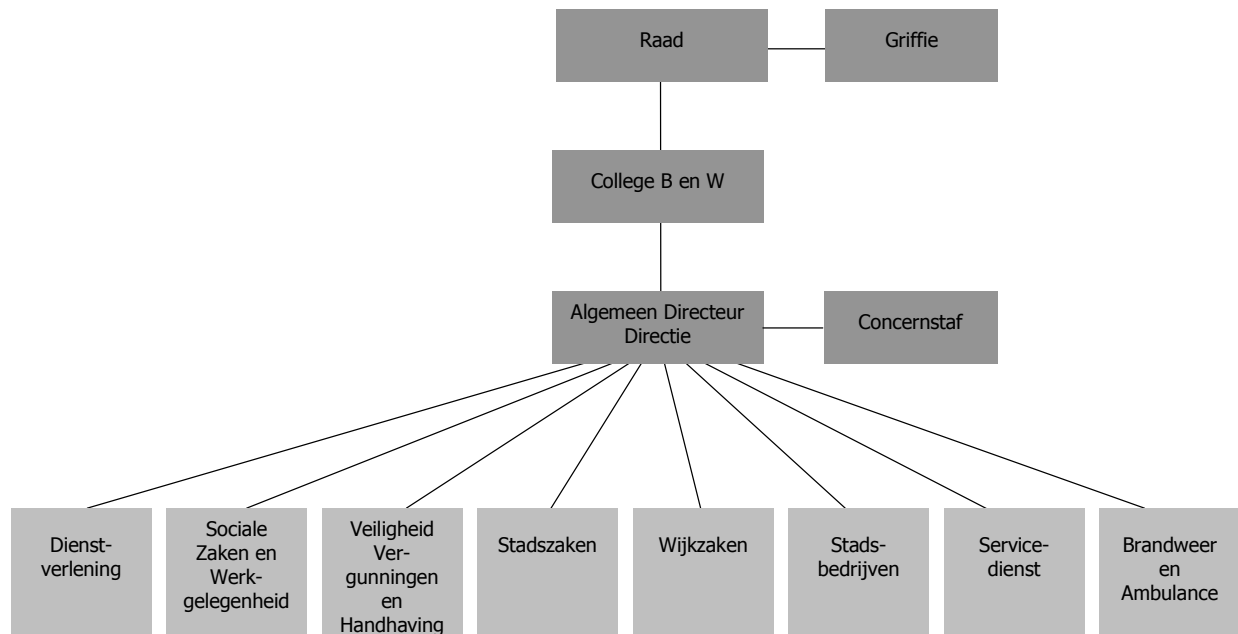 Raad
Griffie
College B en W
Algemeen Directeur
Directie
Concernstaf
Dienst-
verlening
Sociale
Zaken en
Werk-
gelegenheid
Veiligheid
Ver-
gunningen
en
Handhaving
Stadszaken
Wijkzaken
Stads-
bedrijven
Service-
dienst
Brandweer
en
Ambulance